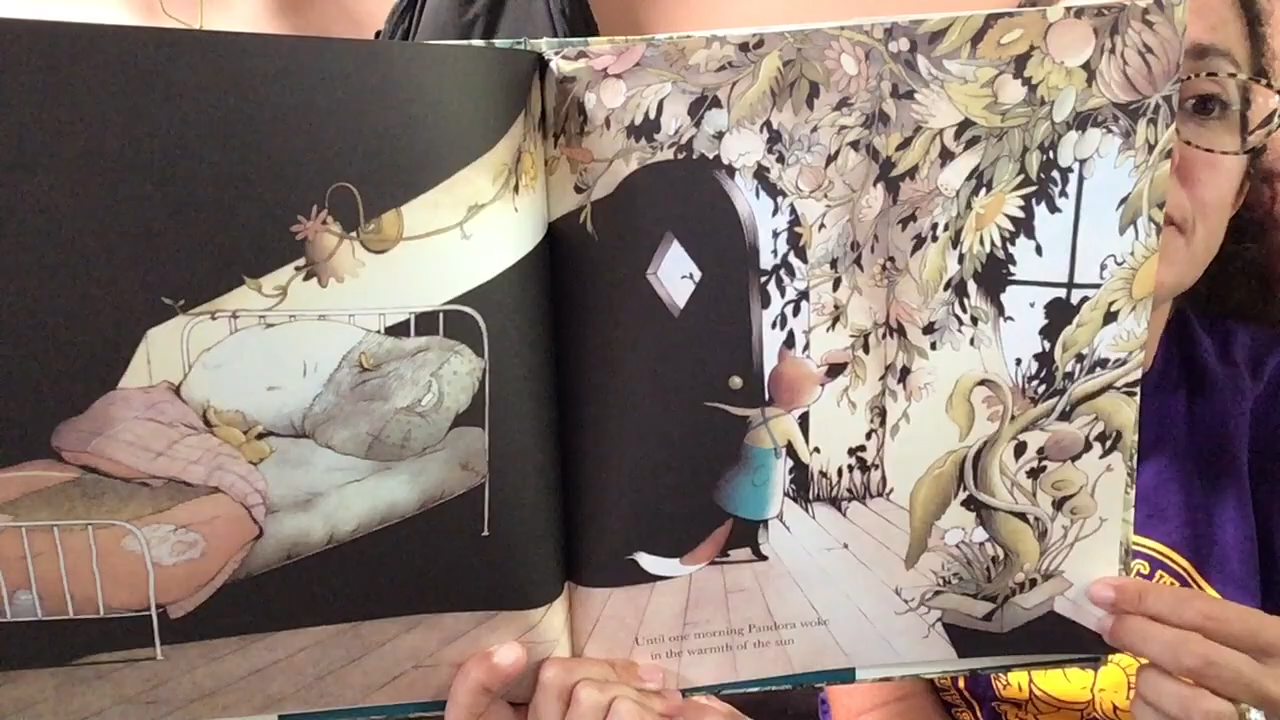 Until one morning Pandora woke
in the warmth of the sun